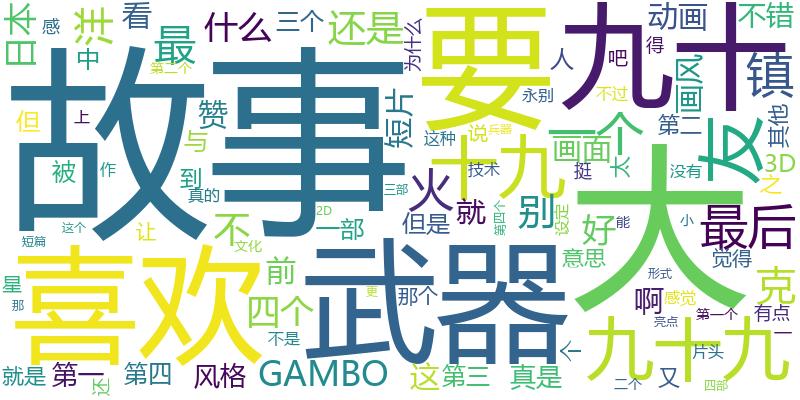 日本
感
洋
看
中
最
什么
第二个
三个
还是
为什么
动画
不错
故事
要
九十
人
吧
得
镇
但
上
与
赞
短片
永别
不过
画风
其他
被
作
到
真的
这种
说
兵器
一个
画面
第二
友
太
没有
3D
之
十九
技术
挺
三部
大
这个
让
不
2D
文化
一部
火
但是
就
第四个
别
设定
好
能
小
最后
短篇
喜欢
武器
星
那
前
四个
更
那个
意思
觉得
克
形式
啊
感觉
第一个
有点
一
不是
九十九
亮点
片头
就是
第一
还
第四
风格
GAMBO
这
第三
真是
二个
又
四部